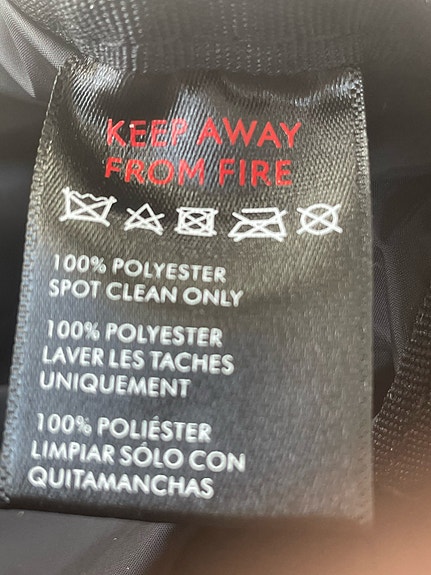 KEEP AWAY
FROM FIRE
100% POLYESTER
SPOT CLEAN ONLY
100% POLYESTER
LAVER LES TACHES
UNIQUEMENT
100% POLIÉSTER
LIMPIAR SÓLO CON
QUITAMANCHAS